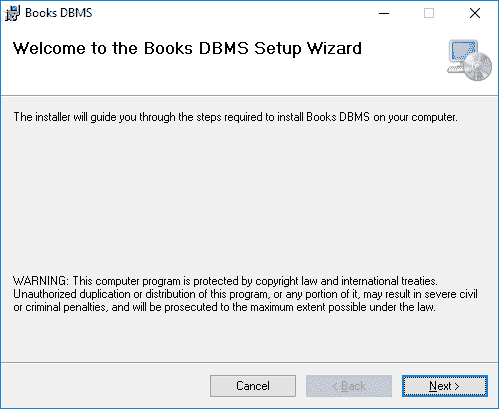 Books DBMS
Welcome to the Books DBMS Setup Wizard
The installer will guide you through the steps required to install Books DBMS on your computer.
WARNING: This computer program is protected by copyright law and international treaties.
Unauthorized duplication or distribution of this program, or any portion of it, may result in severe civil
or criminal penalties, and will be prosecuted to the maximum extent possible under the law.
Cancel
< Back
Next >